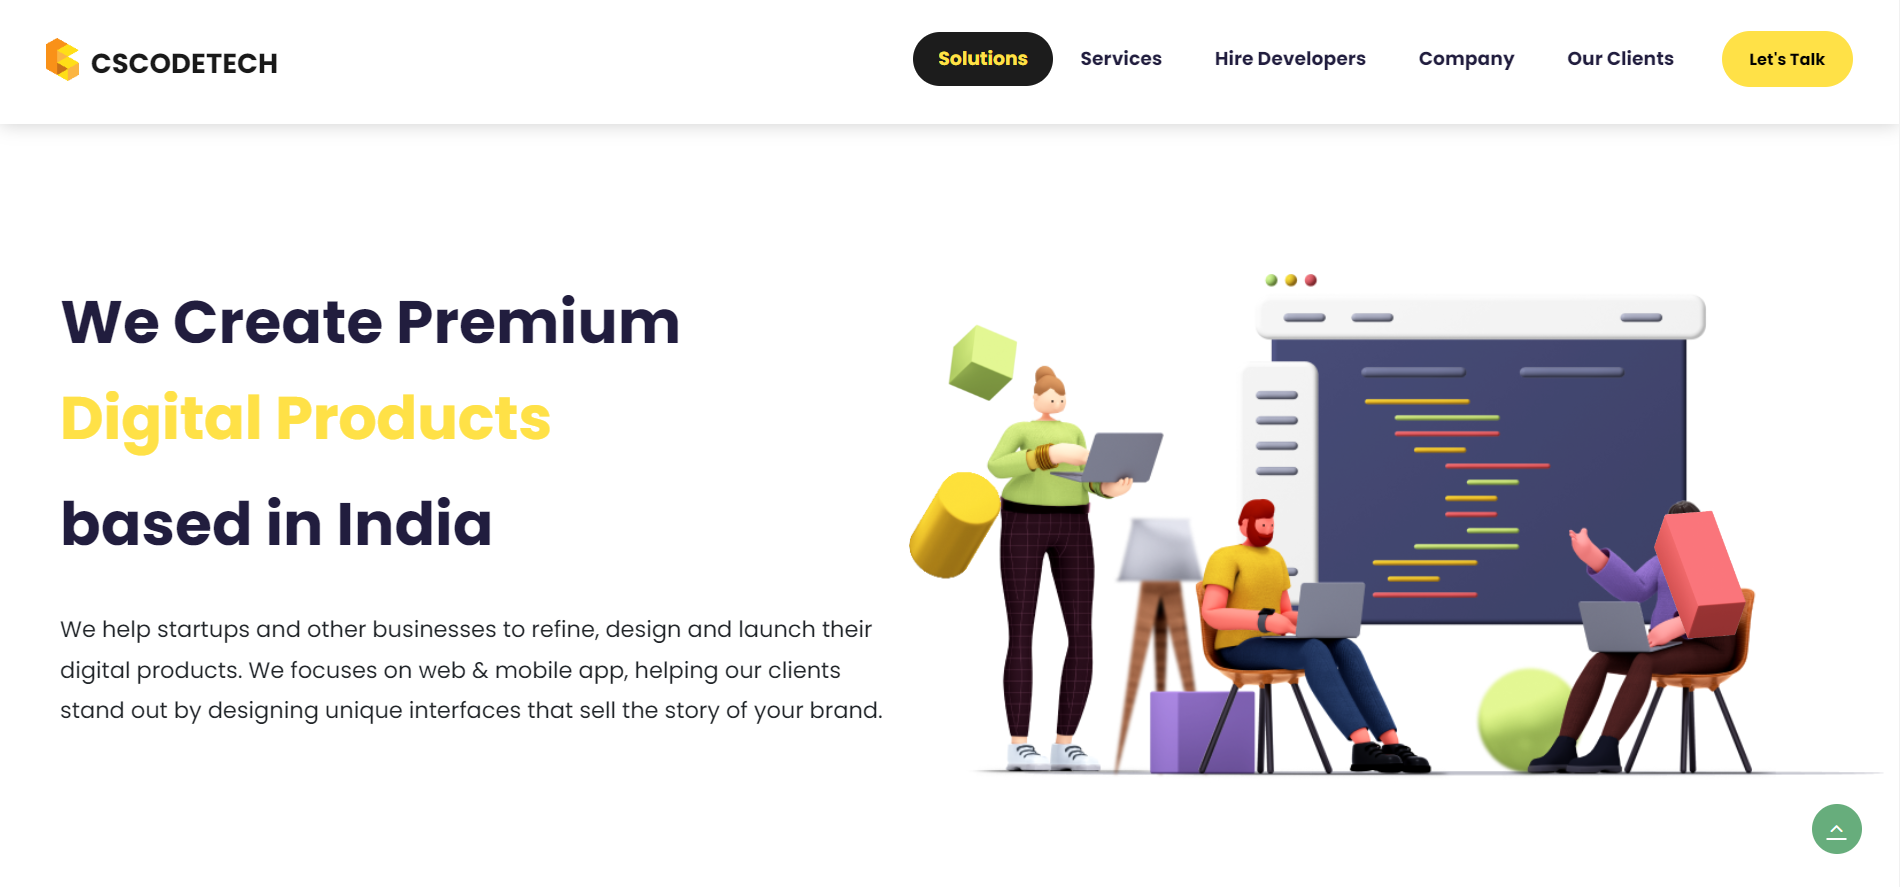 CSCODETECH
Solutions
Services
Hire Developers
Company
Our Clients
Let's Talk
We Create Premium
Digital Products
based in India
We help startups and other businesses to refine, design and launch their
digital products. We focuses on web & mobile app, helping our clients
stand out by designing unique interfaces that sell the story of your brand.